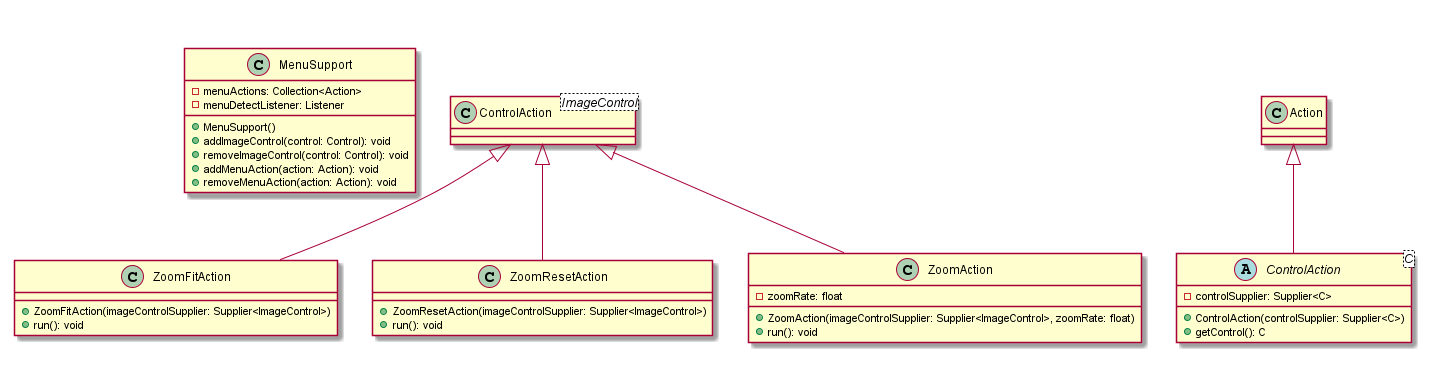 C MenuSupport
menuActions: Collection<Action>
menuDetectListener: Listener
MenuSupport()
addImageControl(control: Control): void
removeImageControl(control: Control): void
addMenuAction(action: Action): void
removeMenuAction(action: Action): void
ImageControl
C ControlAction
C Action
C ZoomFitAction
ZoomFitAction(imageControlSupplier: Supplier<ImageControl>)
run(): void
C ZoomResetAction
ZoomResetAction(imageControlSupplier: Supplier<ImageControl>)
run(): void
C ZoomAction
zoomRate: float
ZoomAction(imageControlSupplier: Supplier<ImageControl>, zoomRate: float)
run(): void
C
A ControlAction
controlSupplier: Supplier<C>
ControlAction(controlSupplier: Supplier<C>)
getControl(): C